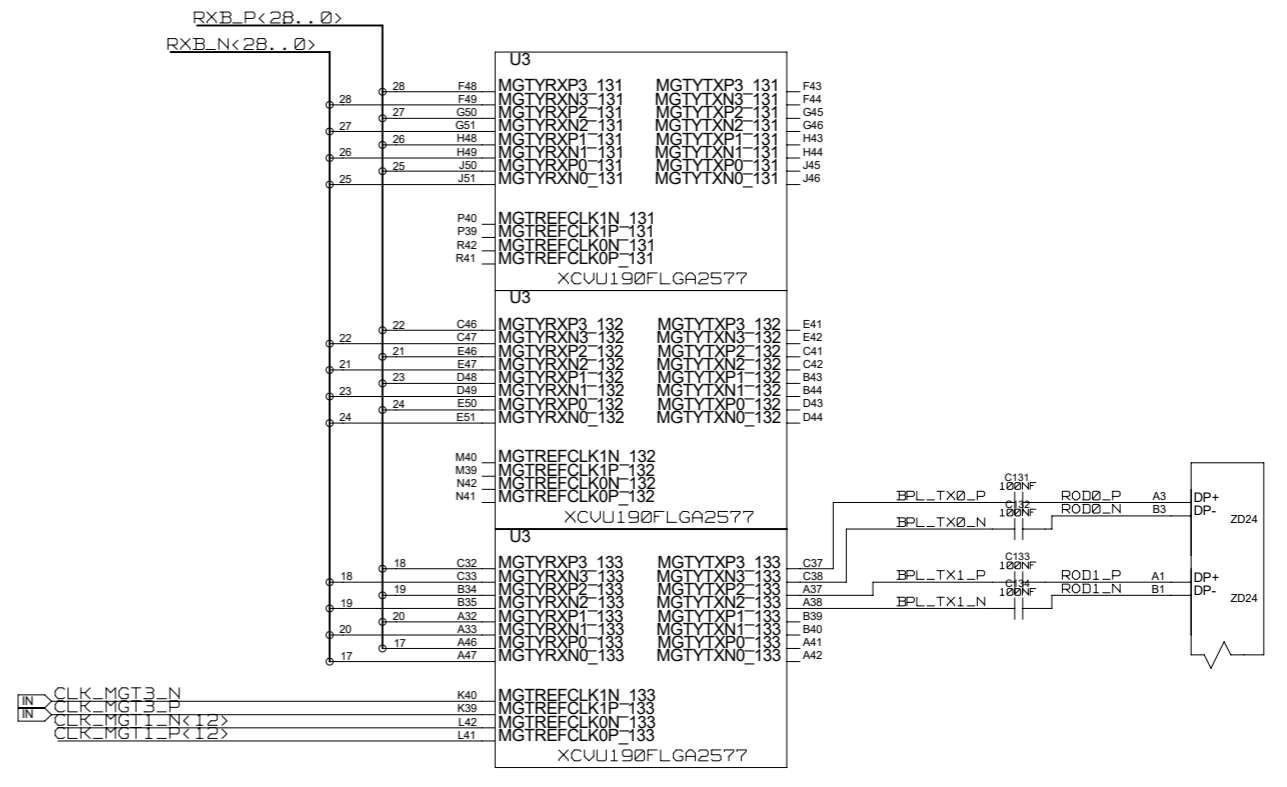 RXB_P<28..0>
RXB_N<28..0>
U3
28 F48 MGTYRXP3_131 MGTYTXP3_131 F43
28 F49 MGTYRXN3_131 MGTYTXN3_131 F44
27 G50 MGTYRXP2_131 MGTYTXP2_131 G45
27 G51 MGTYRXN2_131 MGTYTXN2_131 G46
26 H48 MGTYRXP1_131 MGTYTXP1_131 H43
26 H49 MGTYRXN1_131 MGTYTXN1_131 H44
25 J50 MGTYRXP0_131 MGTYTXP0_131 J45
25 J51 MGTYRXN0_131 MGTYTXN0_131 J46
P40 MGTREFCLK1N_131
P39 MGTREFCLK1P_131
R42 MGTREFCLK0N_131
R41 MGTREFCLK0P_131
XCVU190FLGA2577
U3
22 C46 MGTYRXP3_132 MGTYTXP3_132 E41
22 C47 MGTYRXN3_132 MGTYTXN3_132 E42
21 E46 MGTYRXP2_132 MGTYTXP2_132 C41
21 E47 MGTYRXN2_132 MGTYTXN2_132 C42
23 D48 MGTYRXP1_132 MGTYTXP1_132 B43
23 D49 MGTYRXN1_132 MGTYTXN1_132 B44
24 E50 MGTYRXP0_132 MGTYTXP0_132 D43
24 E51 MGTYRXN0_132 MGTYTXN0_132 D44
M40 MGTREFCLK1N_132
M39 MGTREFCLK1P_132
N42 MGTREFCLK0N_132
N41 MGTREFCLK0P_132
XCVU190FLGA2577
C131
100NF
BPL_TX0_P ROD0_P A3 DP+
C132
100NF
BPL_TX0_N ROD0_N B3 DP-
ZD24
U3
18 C32 MGTYRXP3_133 MGTYTXP3_133 C37
18 C33 MGTYRXN3_133 MGTYTXN3_133 C38
19 B34 MGTYRXP2_133 MGTYTXP2_133 A37
19 B35 MGTYRXN2_133 MGTYTXN2_133 A38
20 A32 MGTYRXP1_133 MGTYTXP1_133 B39
20 A33 MGTYRXN1_133 MGTYTXN1_133 B40
17 A46 MGTYRXP0_133 MGTYTXP0_133 A41
17 A47 MGTYRXN0_133 MGTYTXN0_133 A42
C133
100NF
BPL_TX1_P ROD1_P A1 DP+
C134
100NF
BPL_TX1_N ROD1_N B1 DP-
ZD24
IN CLK_MGT3_N K40 MGTREFCLK1N_133
IN CLK_MGT3_P K39 MGTREFCLK1P_133
CLK_MGT1_N<12> L42 MGTREFCLK0N_133
CLK_MGT1_P<12> L41 MGTREFCLK0P_133
XCVU190FLGA2577